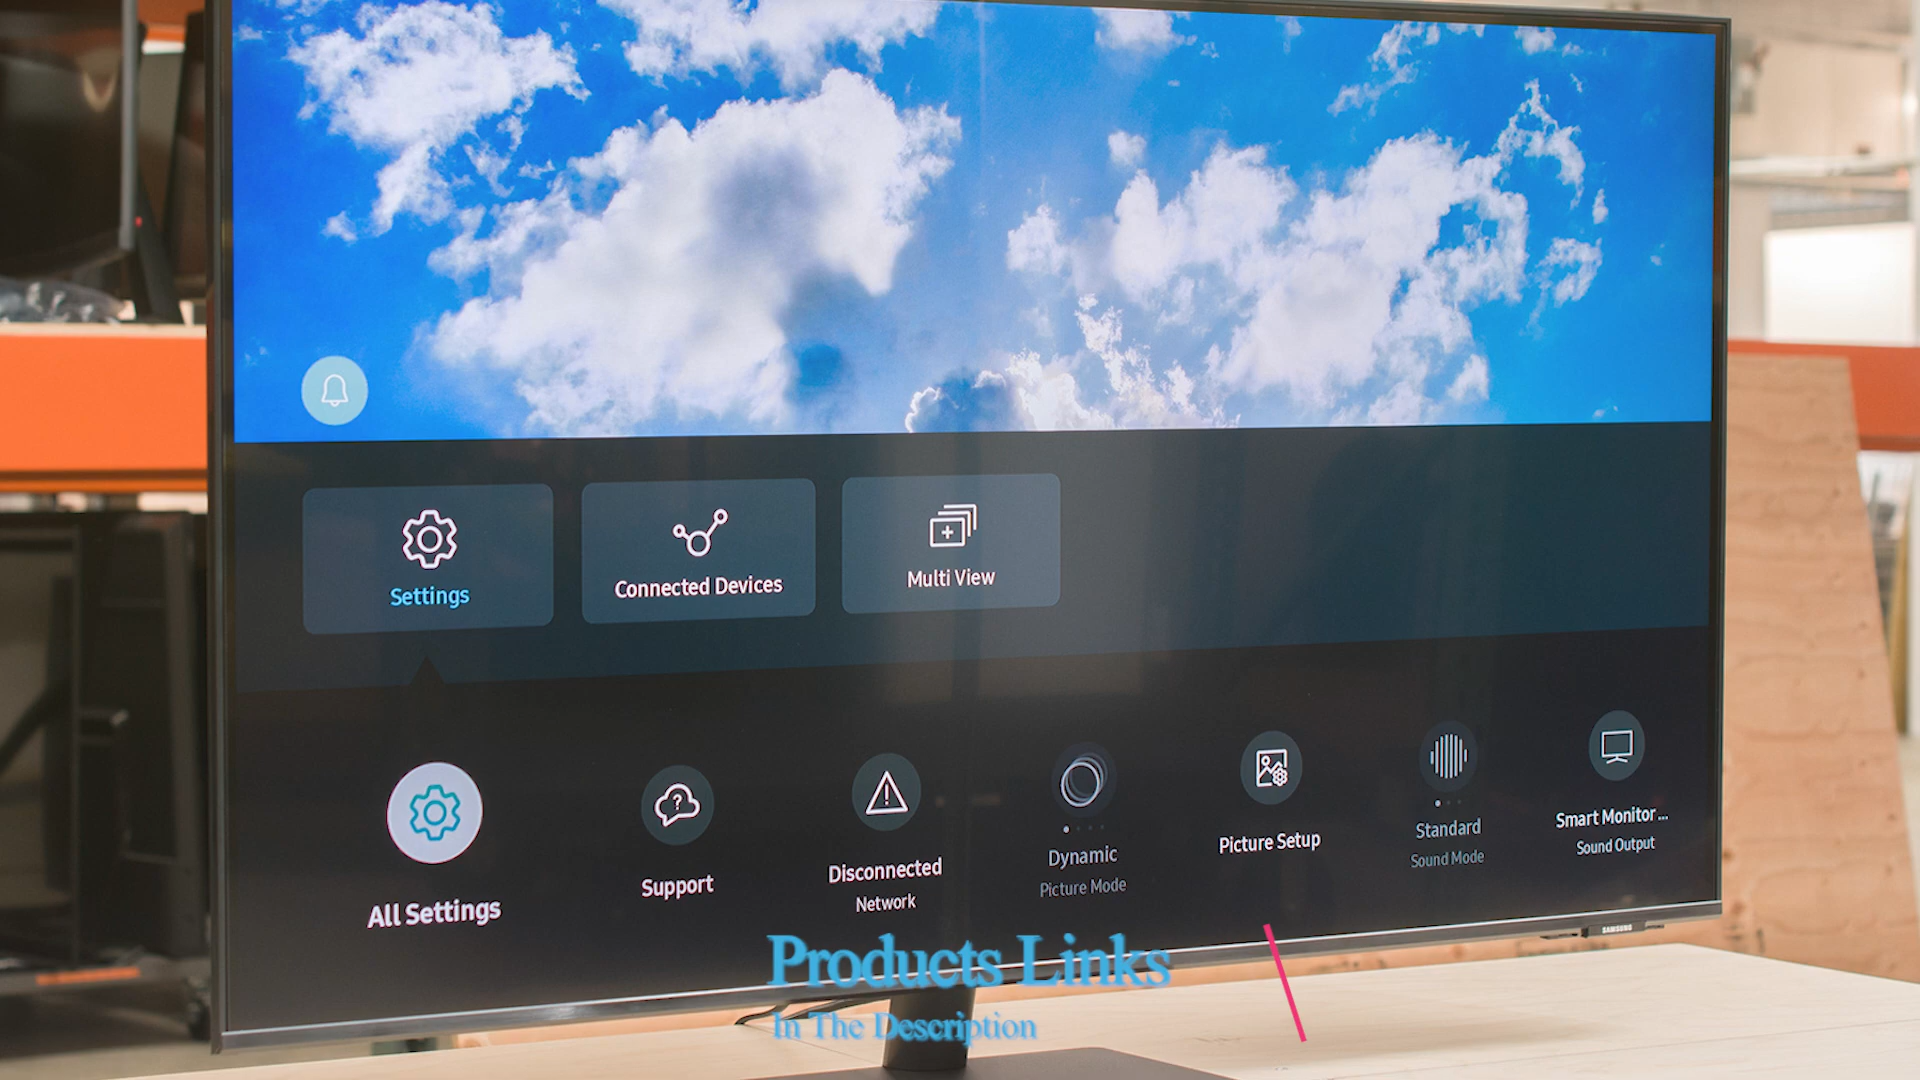 Settings
Connected Devices
Multi View
All Settings
Support
Disconnected
Network
Dynamic
Picture Mode
Picture Setup
Standard
Sound Mode
Smart Monitor ...
Sound Output
SAMSUNG
Products Links
In The Description